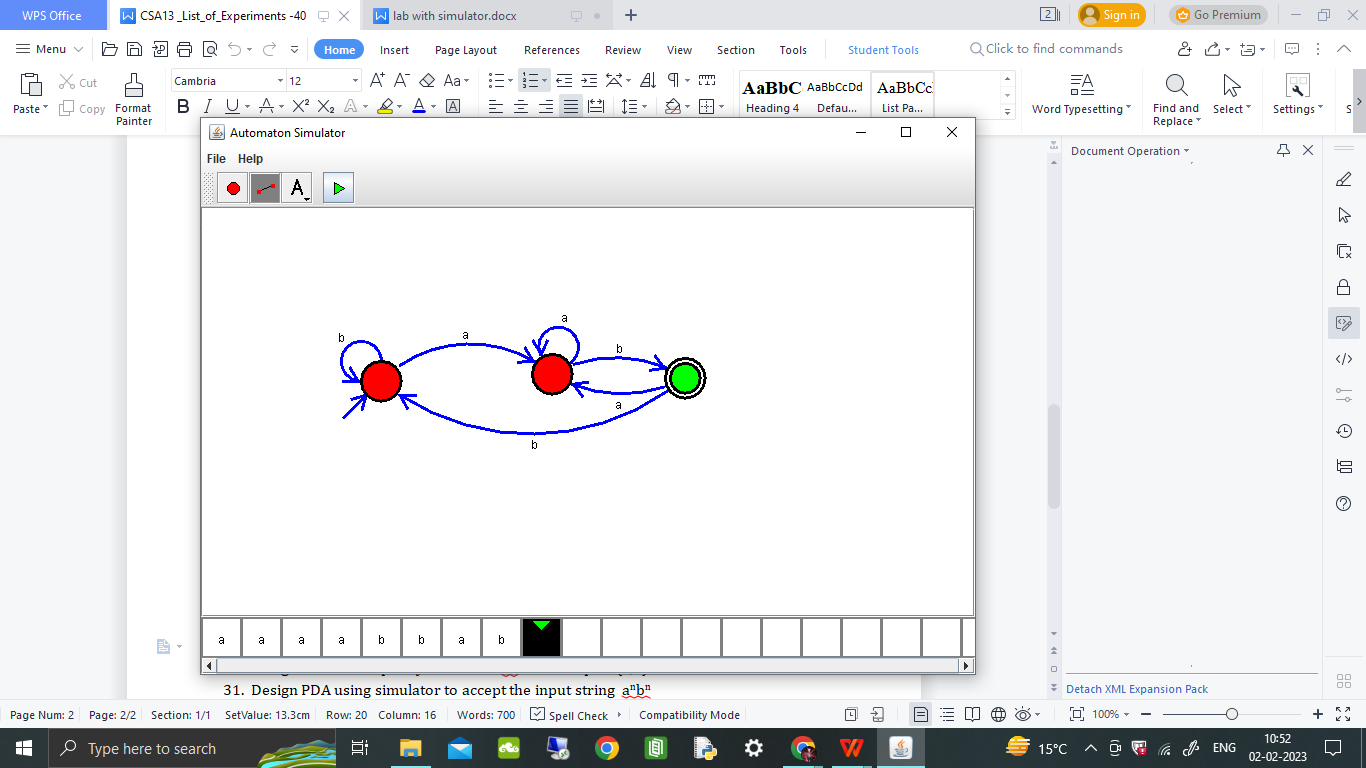 WPS Office
CSA13 _List_of_Experiments -40
lab with simulator.docx
2
Sign in
Go Premium
Menu
Home
Insert
Page Layout
References
Review
View
Section
Tools
Student Tools
Click to find commands
Paste
Cut
Copy
Format
Painter
Cambria
12
AaBbC
Heading 4
AaBbCcDd
Defau...
AaBbCc
List Pa...
Word Typesetting
Find and
Replace
Select
Settings
S
Document Operation
Automaton Simulator
File Help
A
b
a
a
b
a
b
a a a a b b a b
31. Design PDA using simulator to accept the input string aⁿbⁿ
Detach XML Expansion Pack
Page Num: 2 Page: 2/2 Section: 1/1 SetValue: 13.3cm Row: 20 Column: 16 Words: 700 Spell Check Compatibility Mode 100%
Type here to search
15°C
ENG
10:52
02-02-2023